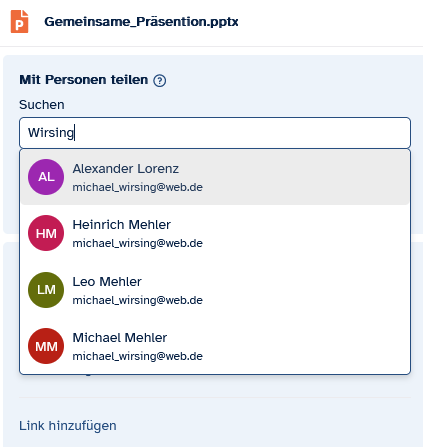 P
Gemeinsame_Präsention.pptx
Mit Personen teilen ?
Suchen
Wirsing
AL
Alexander Lorenz
michael_wirsing@web.de
HM
Heinrich Mehler
michael_wirsing@web.de
LM
Leo Mehler
michael_wirsing@web.de
MM
Michael Mehler
michael_wirsing@web.de
Link hinzufügen